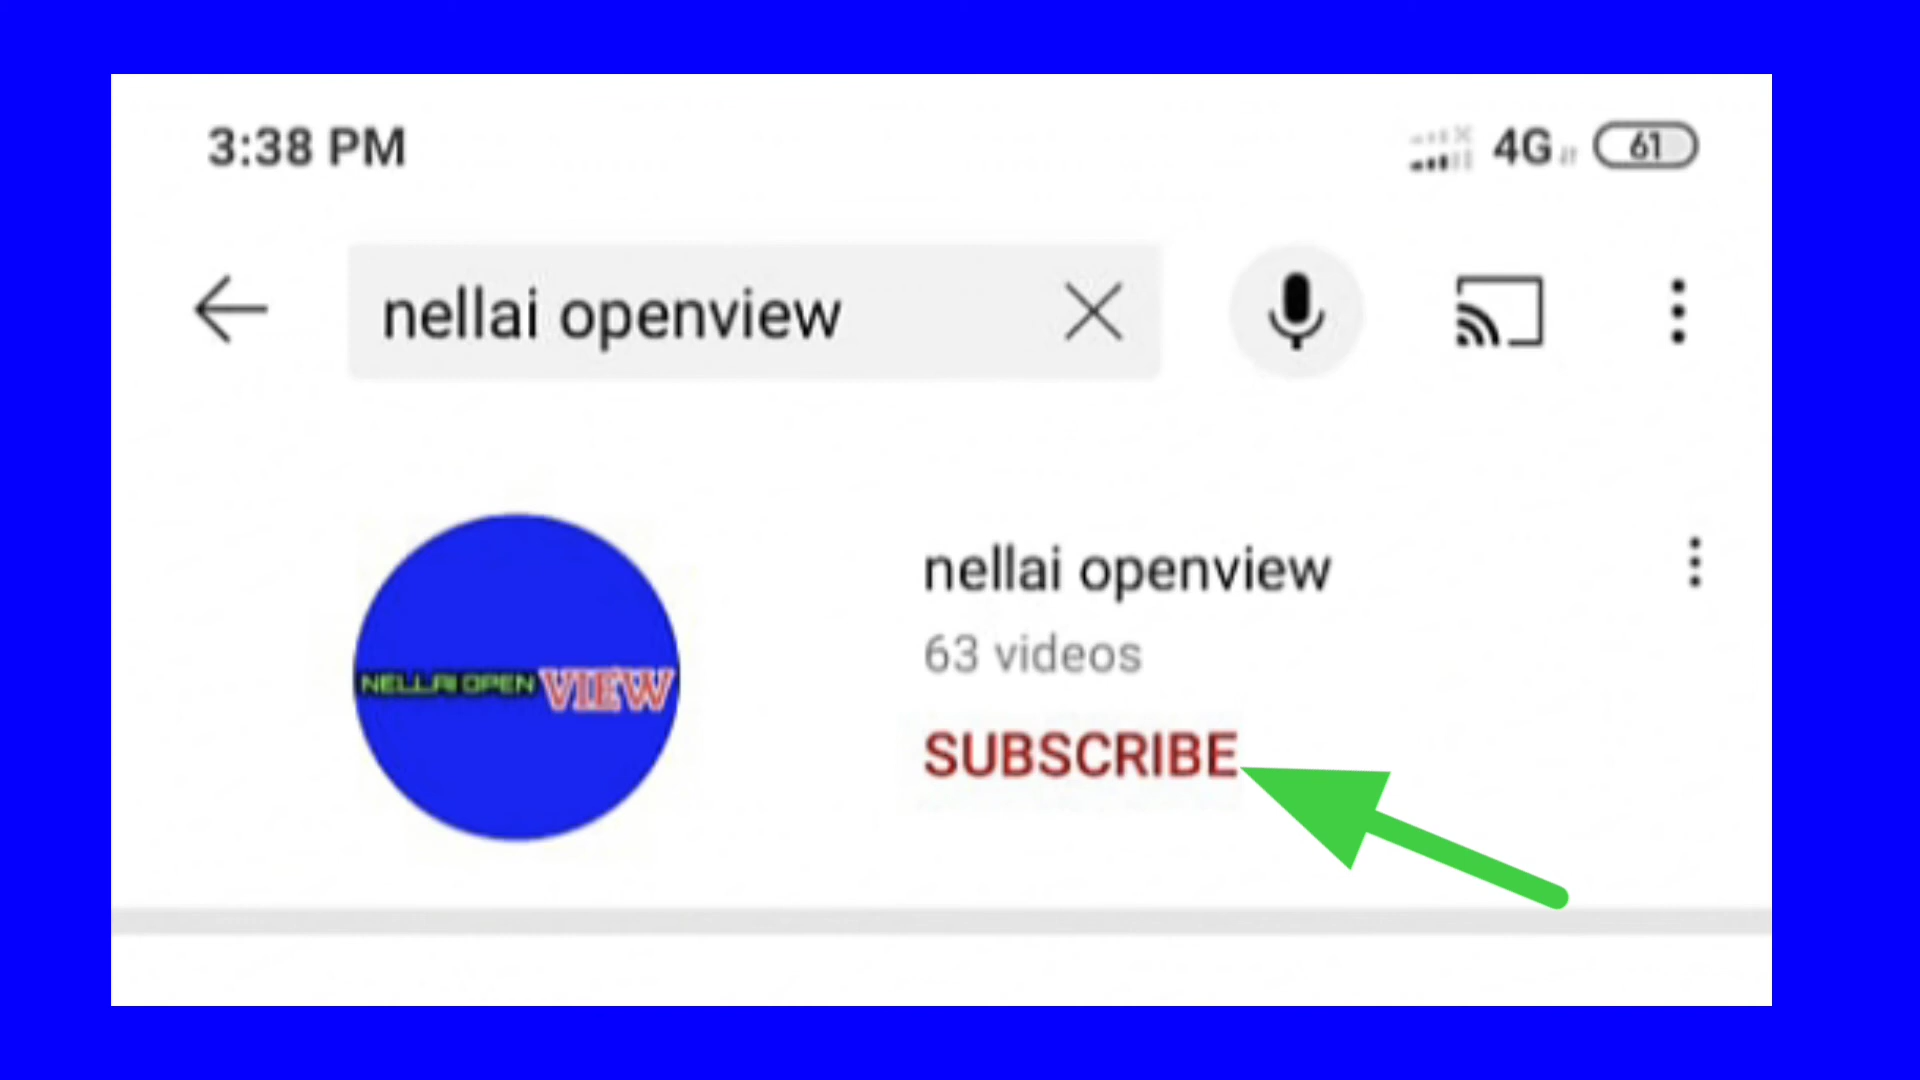 3:38 PM 4G 61
nellai openview
nellai openview
63 videos
NELLAI OPEN VIEW
SUBSCRIBE